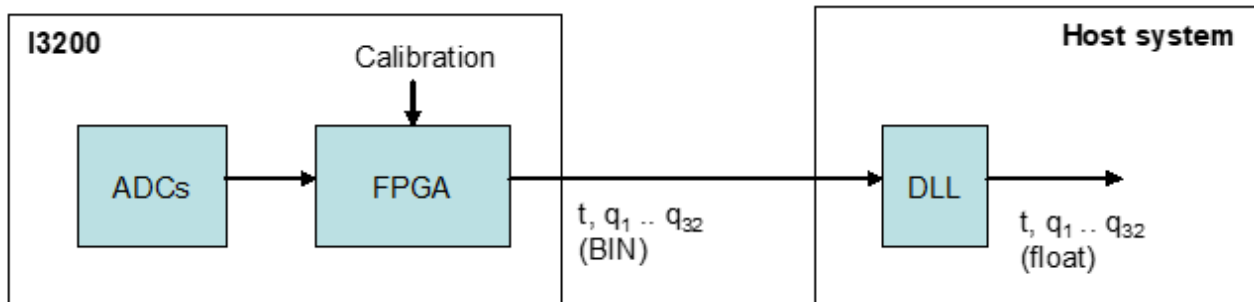 I3200
Host system
Calibration
ADCs
FPGA
DLL
t, q₁ .. q₃₂
(BIN)
t, q₁ .. q₃₂
(float)